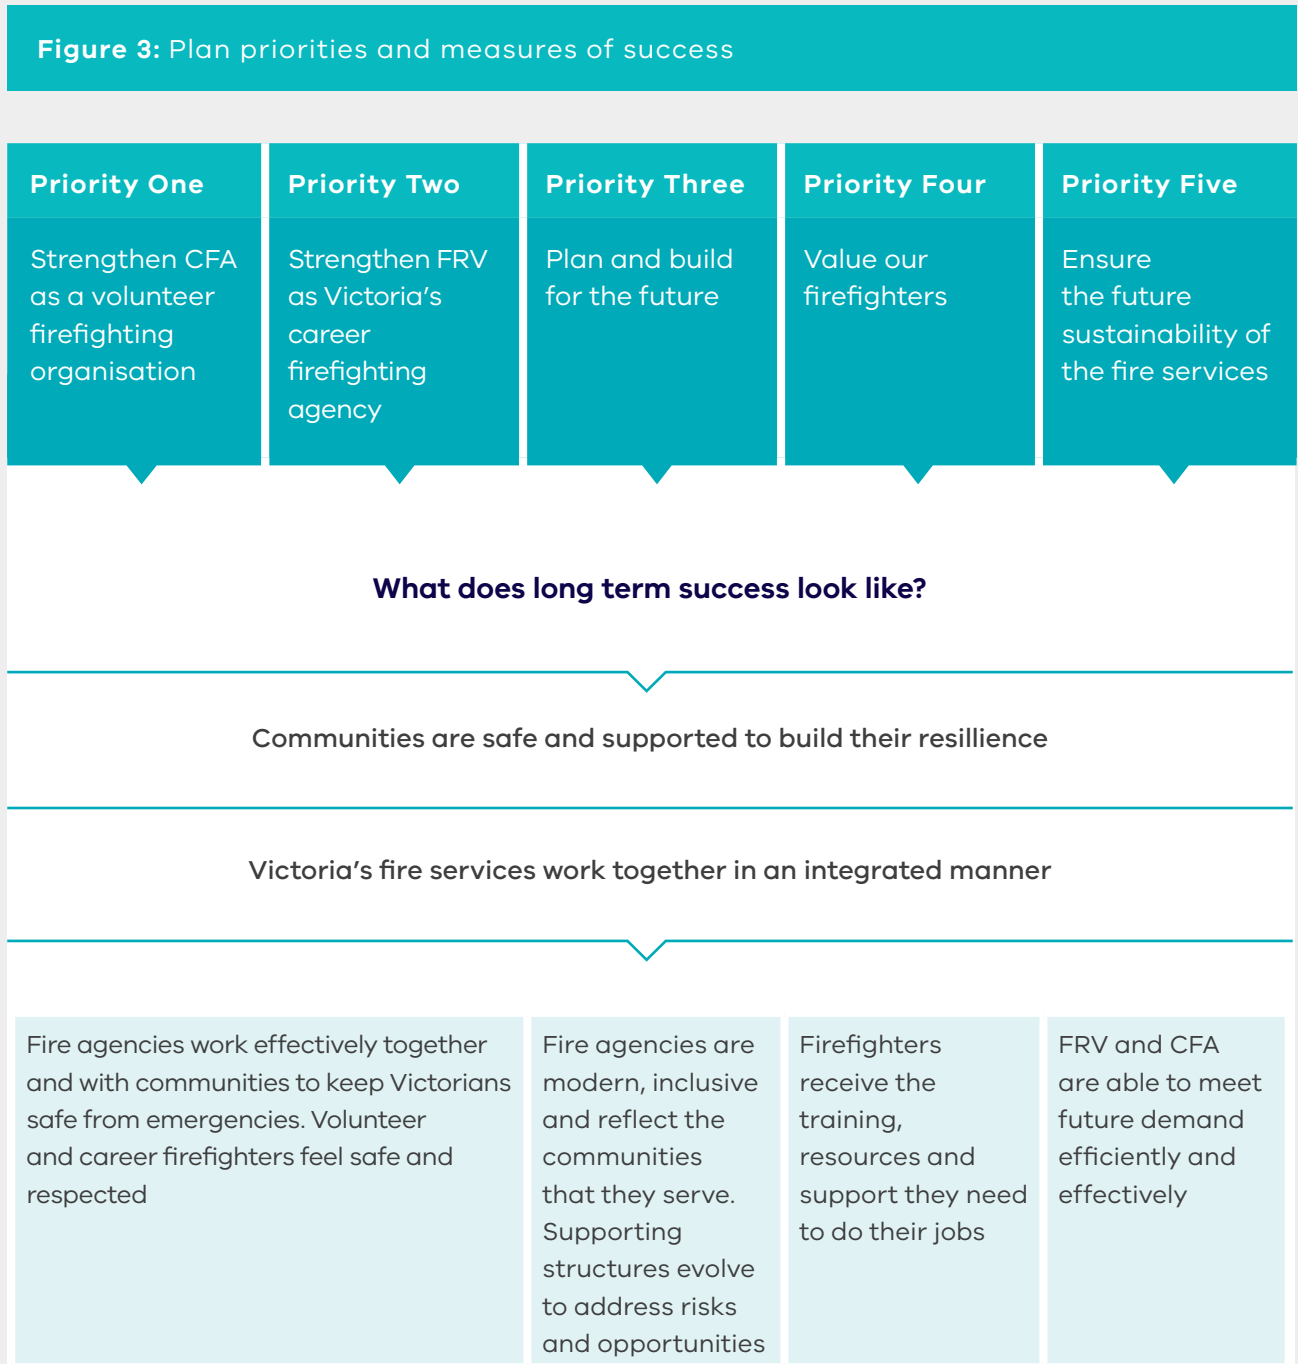 Figure 3: Plan priorities and measures of success
Priority One
Strengthen CFA
as a volunteer
firefighting
organisation
Priority Two
Strengthen FRV
as Victoria's
career
firefighting
agency
Priority Three
Plan and build
for the future
Priority Four
Value our
firefighters
Priority Five
Ensure
the future
sustainability of
the fire services
What does long term success look like?
Communities are safe and supported to build their resillience
Victoria's fire services work together in an integrated manner
Fire agencies work effectively together
and with communities to keep Victorians
safe from emergencies. Volunteer
and career firefighters feel safe and
respected
Fire agencies are
modern, inclusive
and reflect the
communities
that they serve.
Supporting
structures evolve
to address risks
and opportunities
Firefighters
receive the
training,
resources and
support they need
to do their jobs
FRV and CFA
are able to meet
future demand
efficiently and
effectively